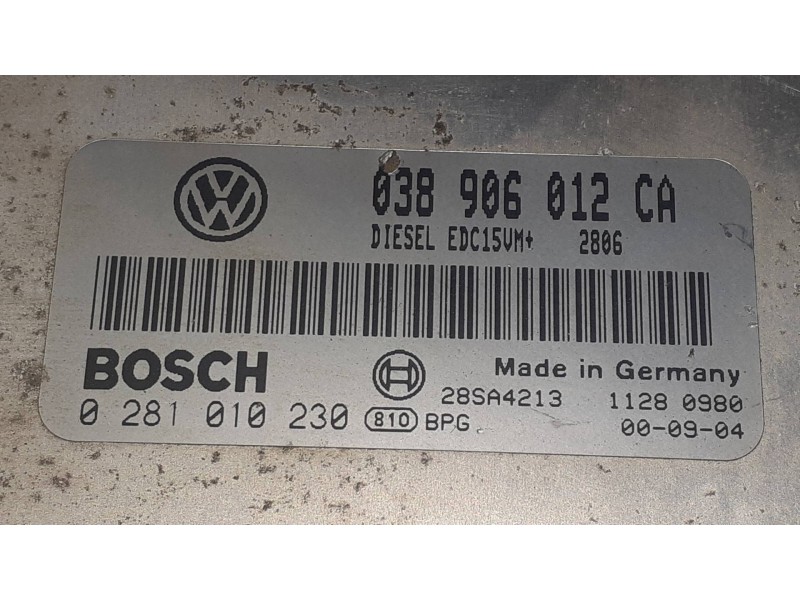 038 906 012 CA
DIESEL EDC15VM+ 2806
BOSCH
Made in Germany
28SA4213 1128 0980
0 281 010 230 810 BPG 00-09-04